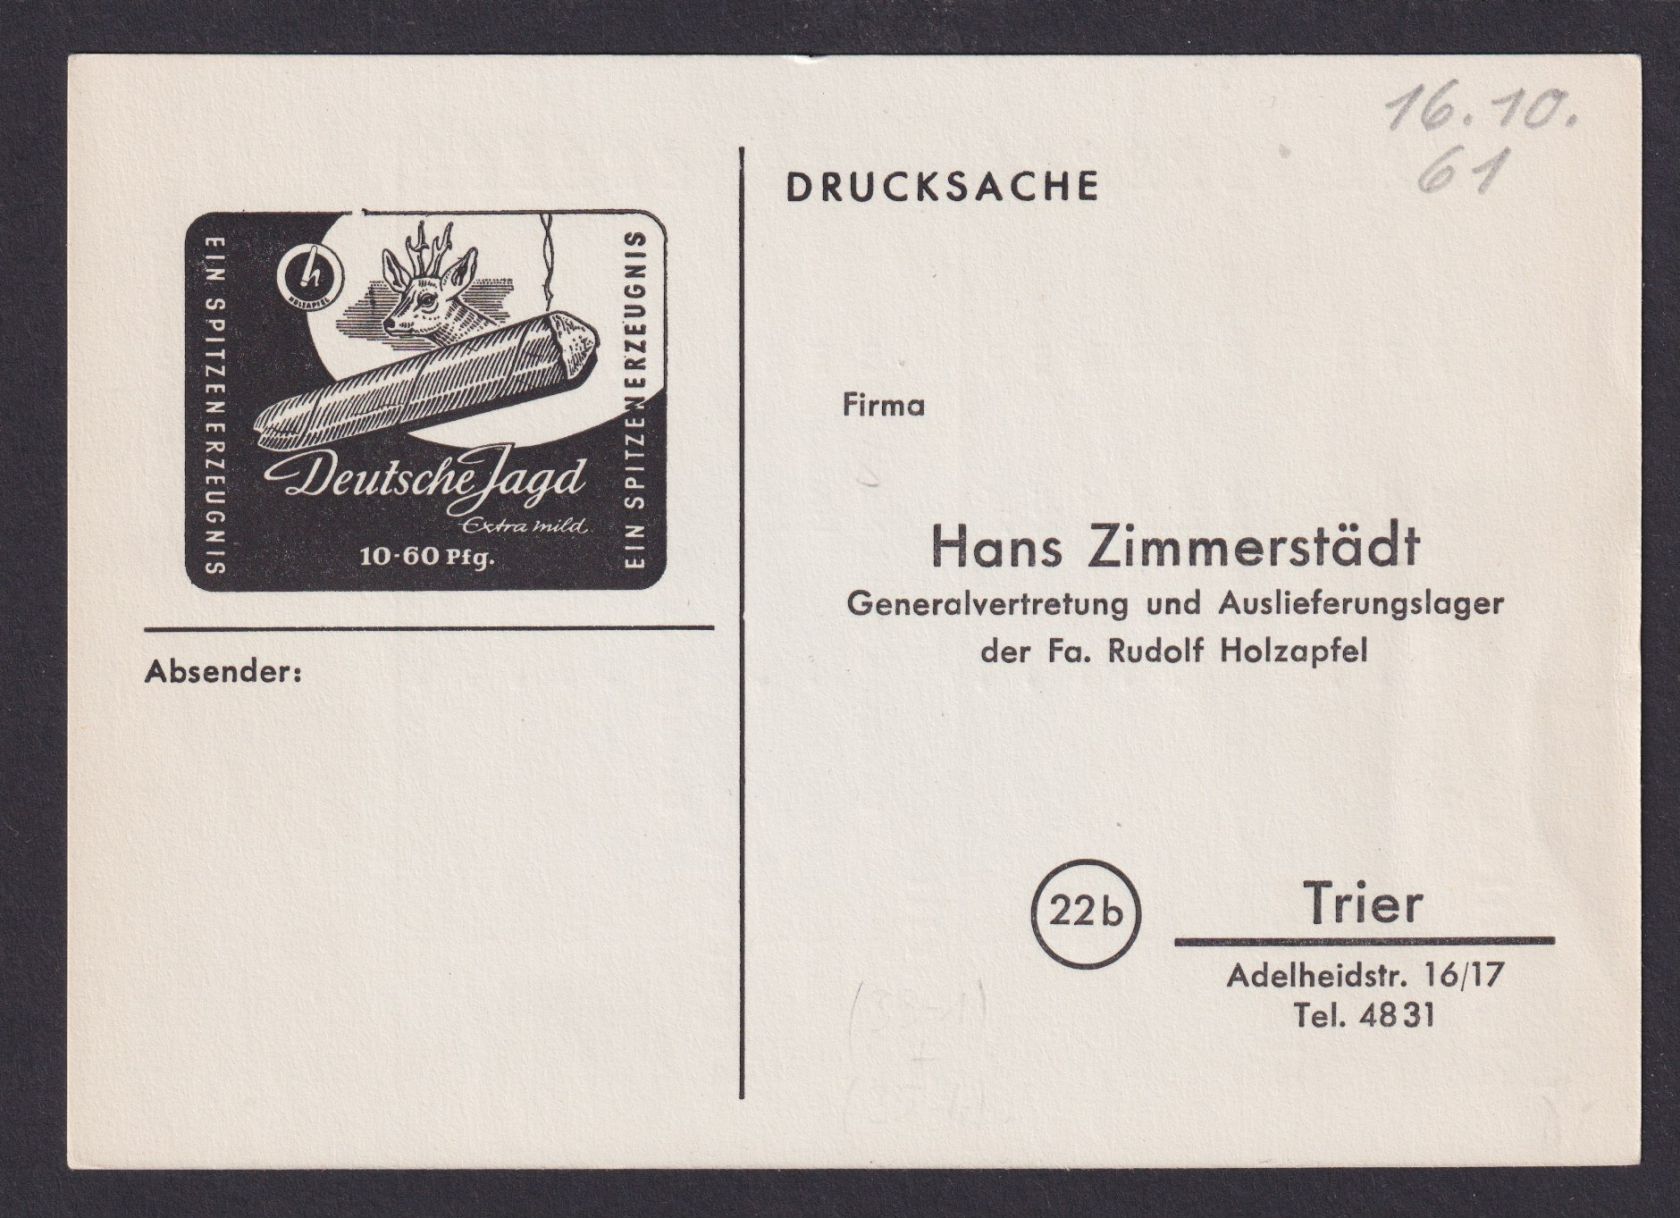 16.10.
61
DRUCKSACHE
EIN SPITZENERZEUGNIS
h
HOLZAPFEL
EIN SPITZENERZEUGNIS
Deutsche Jagd
Extra mild
10-60 Pfg.
Absender:
Firma
Hans Zimmerstädt
Generalvertretung und Auslieferungslager
der Fa. Rudolf Holzapfel
22b
Trier
Adelheidstr. 16/17
Tel. 4831